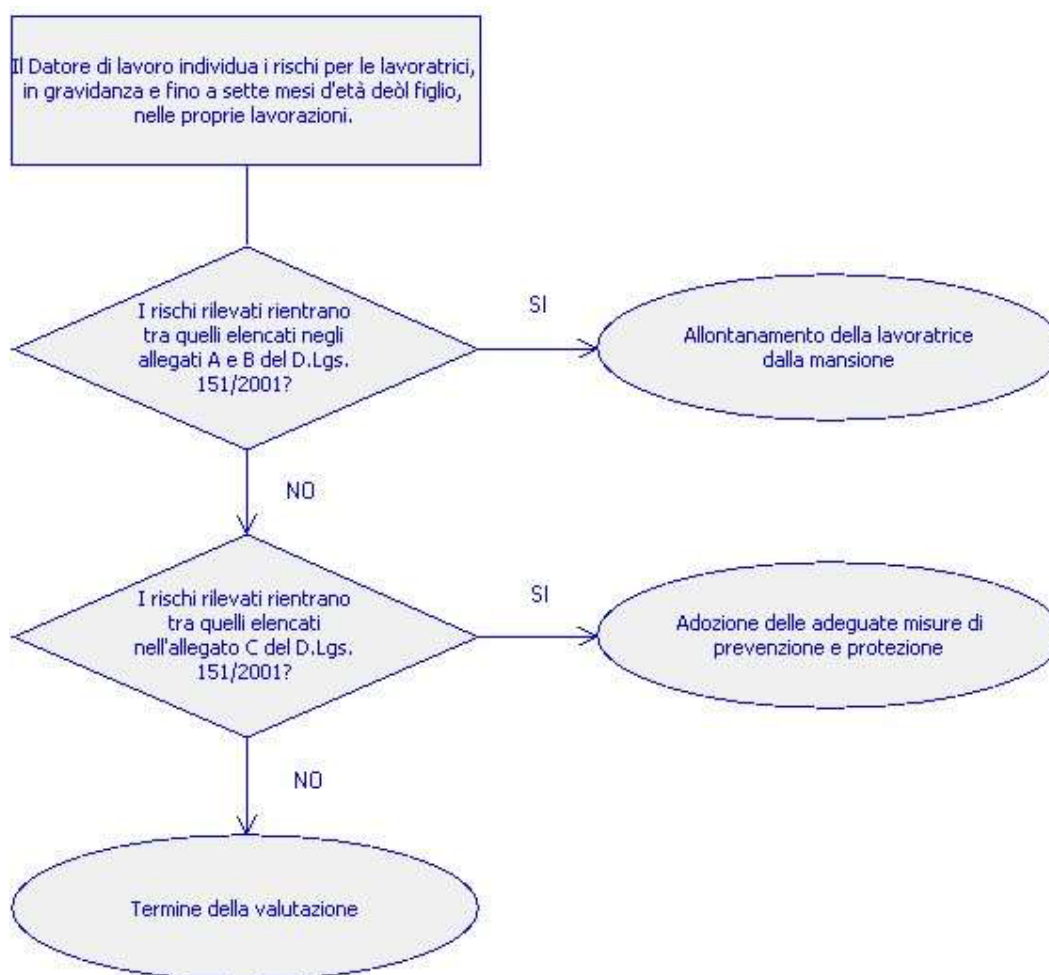 Il Datore di lavoro individua i rischi per le lavoratrici,
in gravidanza e fino a sette mesi d'età deòl figlio,
nelle proprie lavorazioni.
I rischi rilevati rientrano
tra quelli elencati negli
allegati A e B del D.Lgs.
151/2001?
SI
Allontanamento della lavoratrice
dalla mansione
NO
I rischi rilevati rientrano
tra quelli elencati
nell'allegato C del D.Lgs.
151/2001?
SI
Adozione delle adeguate misure di
prevenzione e protezione
NO
Termine della valutazione